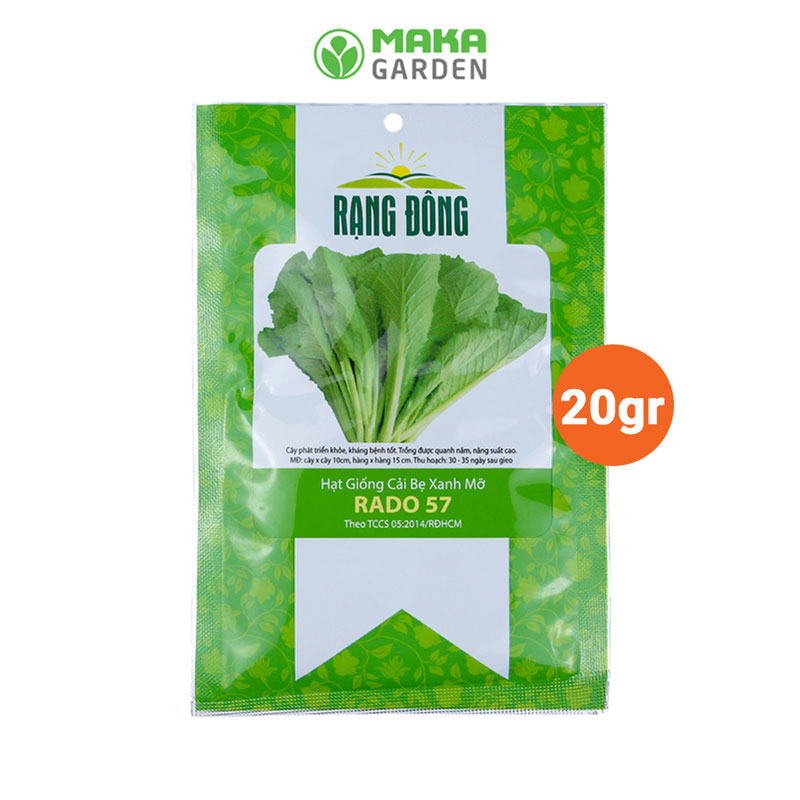 MAKA
GARDEN
RẠNG ĐÔNG
20gr
Cây phát triển khỏe, kháng bệnh tốt. Trồng được quanh năm, năng suất cao.
MĐ: cây x cây 10cm, hàng x hàng 15 cm. Thu hoạch: 30 - 35 ngày sau gieo
Hạt Giống Cải Bẹ Xanh Mỡ
RADO 57
Theo TCCS 05:2014/RĐHCM